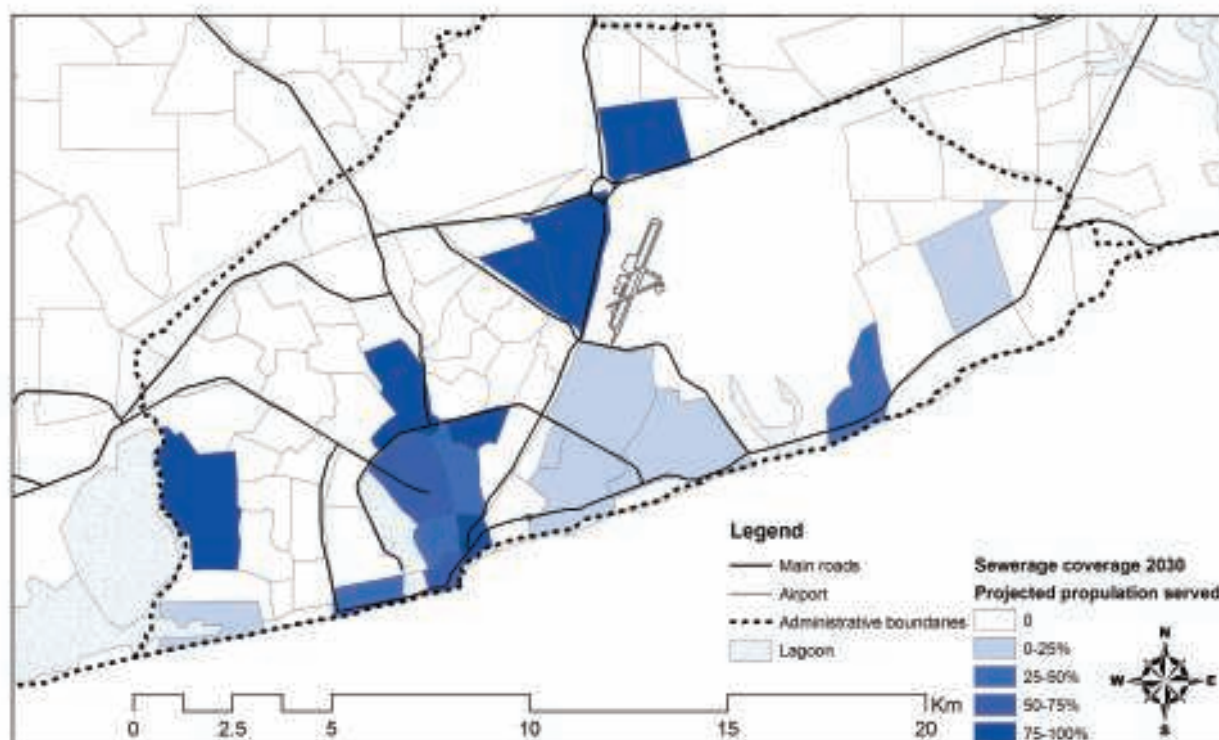 Legend
Main roads
Airport
Administrative boundaries
Lagoon
Sewerage coverage 2030
Projected propulation served
0
0-25%
25-50%
50-75%
75-100%
N
W E
S
Km
0 2.5 5 10 15 20